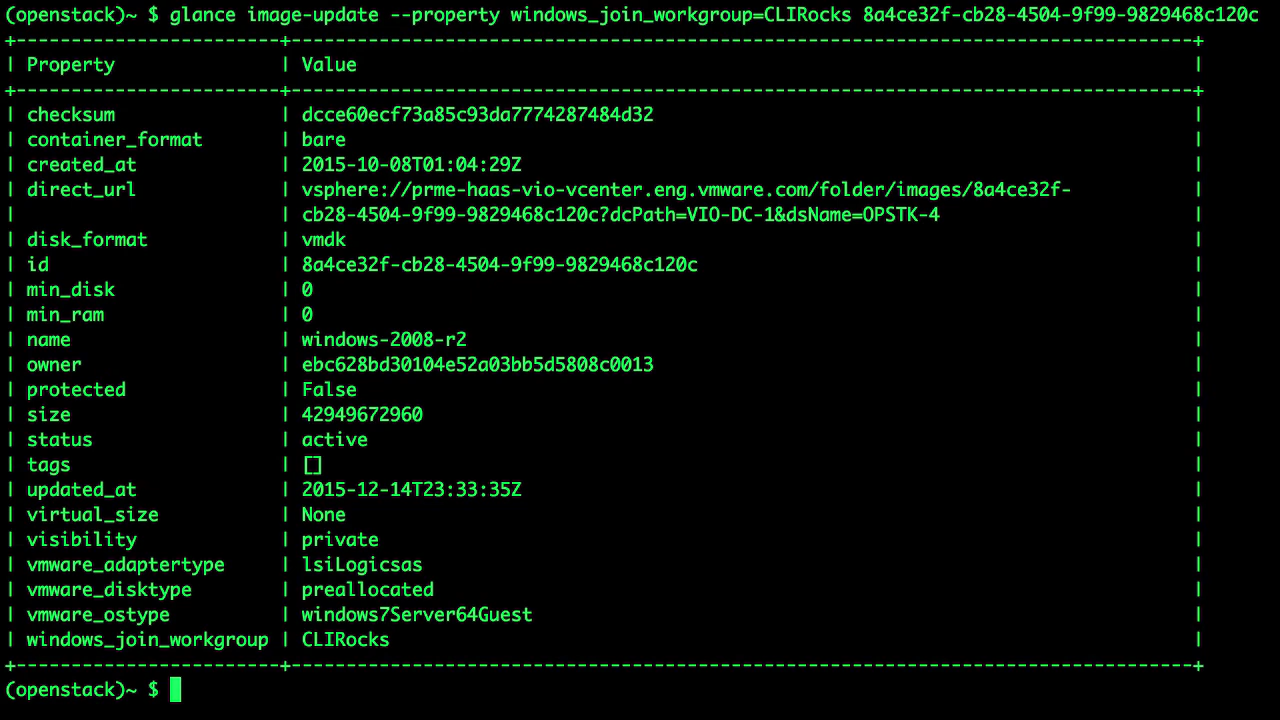 (openstack)~ $ glance image-update --property windows_join_workgroup=CLIRocks 8a4ce32f-cb28-4504-9f99-9829468c120c
+------------------------+-----------------------------------------------------------------------------------+
| Property               | Value                                                                             |
+------------------------+-----------------------------------------------------------------------------------+
| checksum               | dcce60ecf73a85c93da7774287484d32                                                  |
| container_format       | bare                                                                              |
| created_at             | 2015-10-08T01:04:29Z                                                              |
| direct_url             | vsphere://prme-haas-vio-vcenter.eng.vmware.com/folder/images/8a4ce32f-            |
|                        | cb28-4504-9f99-9829468c120c?dcPath=VIO-DC-1&dsName=OPSTK-4                        |
| disk_format            | vmdk                                                                              |
| id                     | 8a4ce32f-cb28-4504-9f99-9829468c120c                                              |
| min_disk               | 0                                                                                 |
| min_ram                | 0                                                                                 |
| name                   | windows-2008-r2                                                                   |
| owner                  | ebc628bd30104e52a03bb5d5808c0013                                                  |
| protected              | False                                                                             |
| size                   | 42949672960                                                                       |
| status                 | active                                                                            |
| tags                   | []                                                                                |
| updated_at             | 2015-12-14T23:33:35Z                                                              |
| virtual_size           | None                                                                              |
| visibility             | private                                                                           |
| vmware_adaptertype     | lsiLogicsas                                                                       |
| vmware_disktype        | preallocated                                                                      |
| vmware_ostype          | windows7Server64Guest                                                             |
| windows_join_workgroup | CLIRocks                                                                          |
+------------------------+-----------------------------------------------------------------------------------+
(openstack)~ $